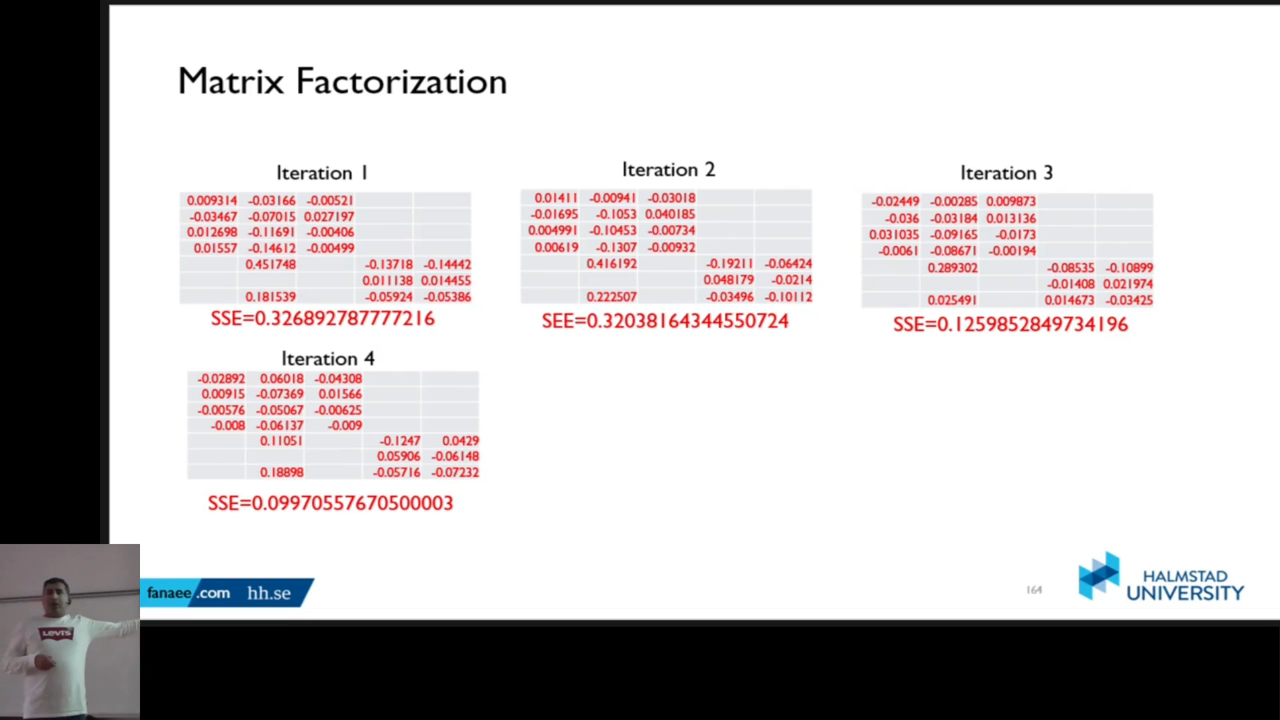 Matrix Factorization
Iteration 1
0.009314 -0.03166 -0.00521
-0.03467 -0.07015 0.027197
0.012698 -0.11691 -0.00406
0.01557 -0.14612 -0.00499
0.451748 -0.13718 -0.14442
0.011138 0.014455
0.181539 -0.05924 -0.05386
SSE=0.326892787777216
Iteration 2
0.01411 -0.00941 -0.03018
-0.01695 -0.1053 0.040185
0.004991 -0.10453 -0.00734
0.00619 -0.1307 -0.00932
0.416192 -0.19211 -0.06424
0.048179 -0.0214
0.222507 -0.03496 -0.10112
SEE=0.32038164344550724
Iteration 3
-0.02449 -0.00285 0.009873
-0.036 -0.03184 0.013136
0.031035 -0.09165 -0.0173
-0.0061 -0.08671 -0.00194
0.289302 -0.08535 -0.10899
-0.01408 0.021974
0.025491 0.014673 -0.03425
SSE=0.1259852849734196
Iteration 4
-0.02892 0.06018 -0.04308
0.00915 -0.07369 0.01566
-0.00576 -0.05067 -0.00625
-0.008 -0.06137 -0.009
0.11051 -0.1247 0.0429
0.05906 -0.06148
0.18898 -0.05716 -0.07232
SSE=0.09970557670500003
fanaee.com hh.se
164
HALMSTAD
UNIVERSITY
LEVI'S